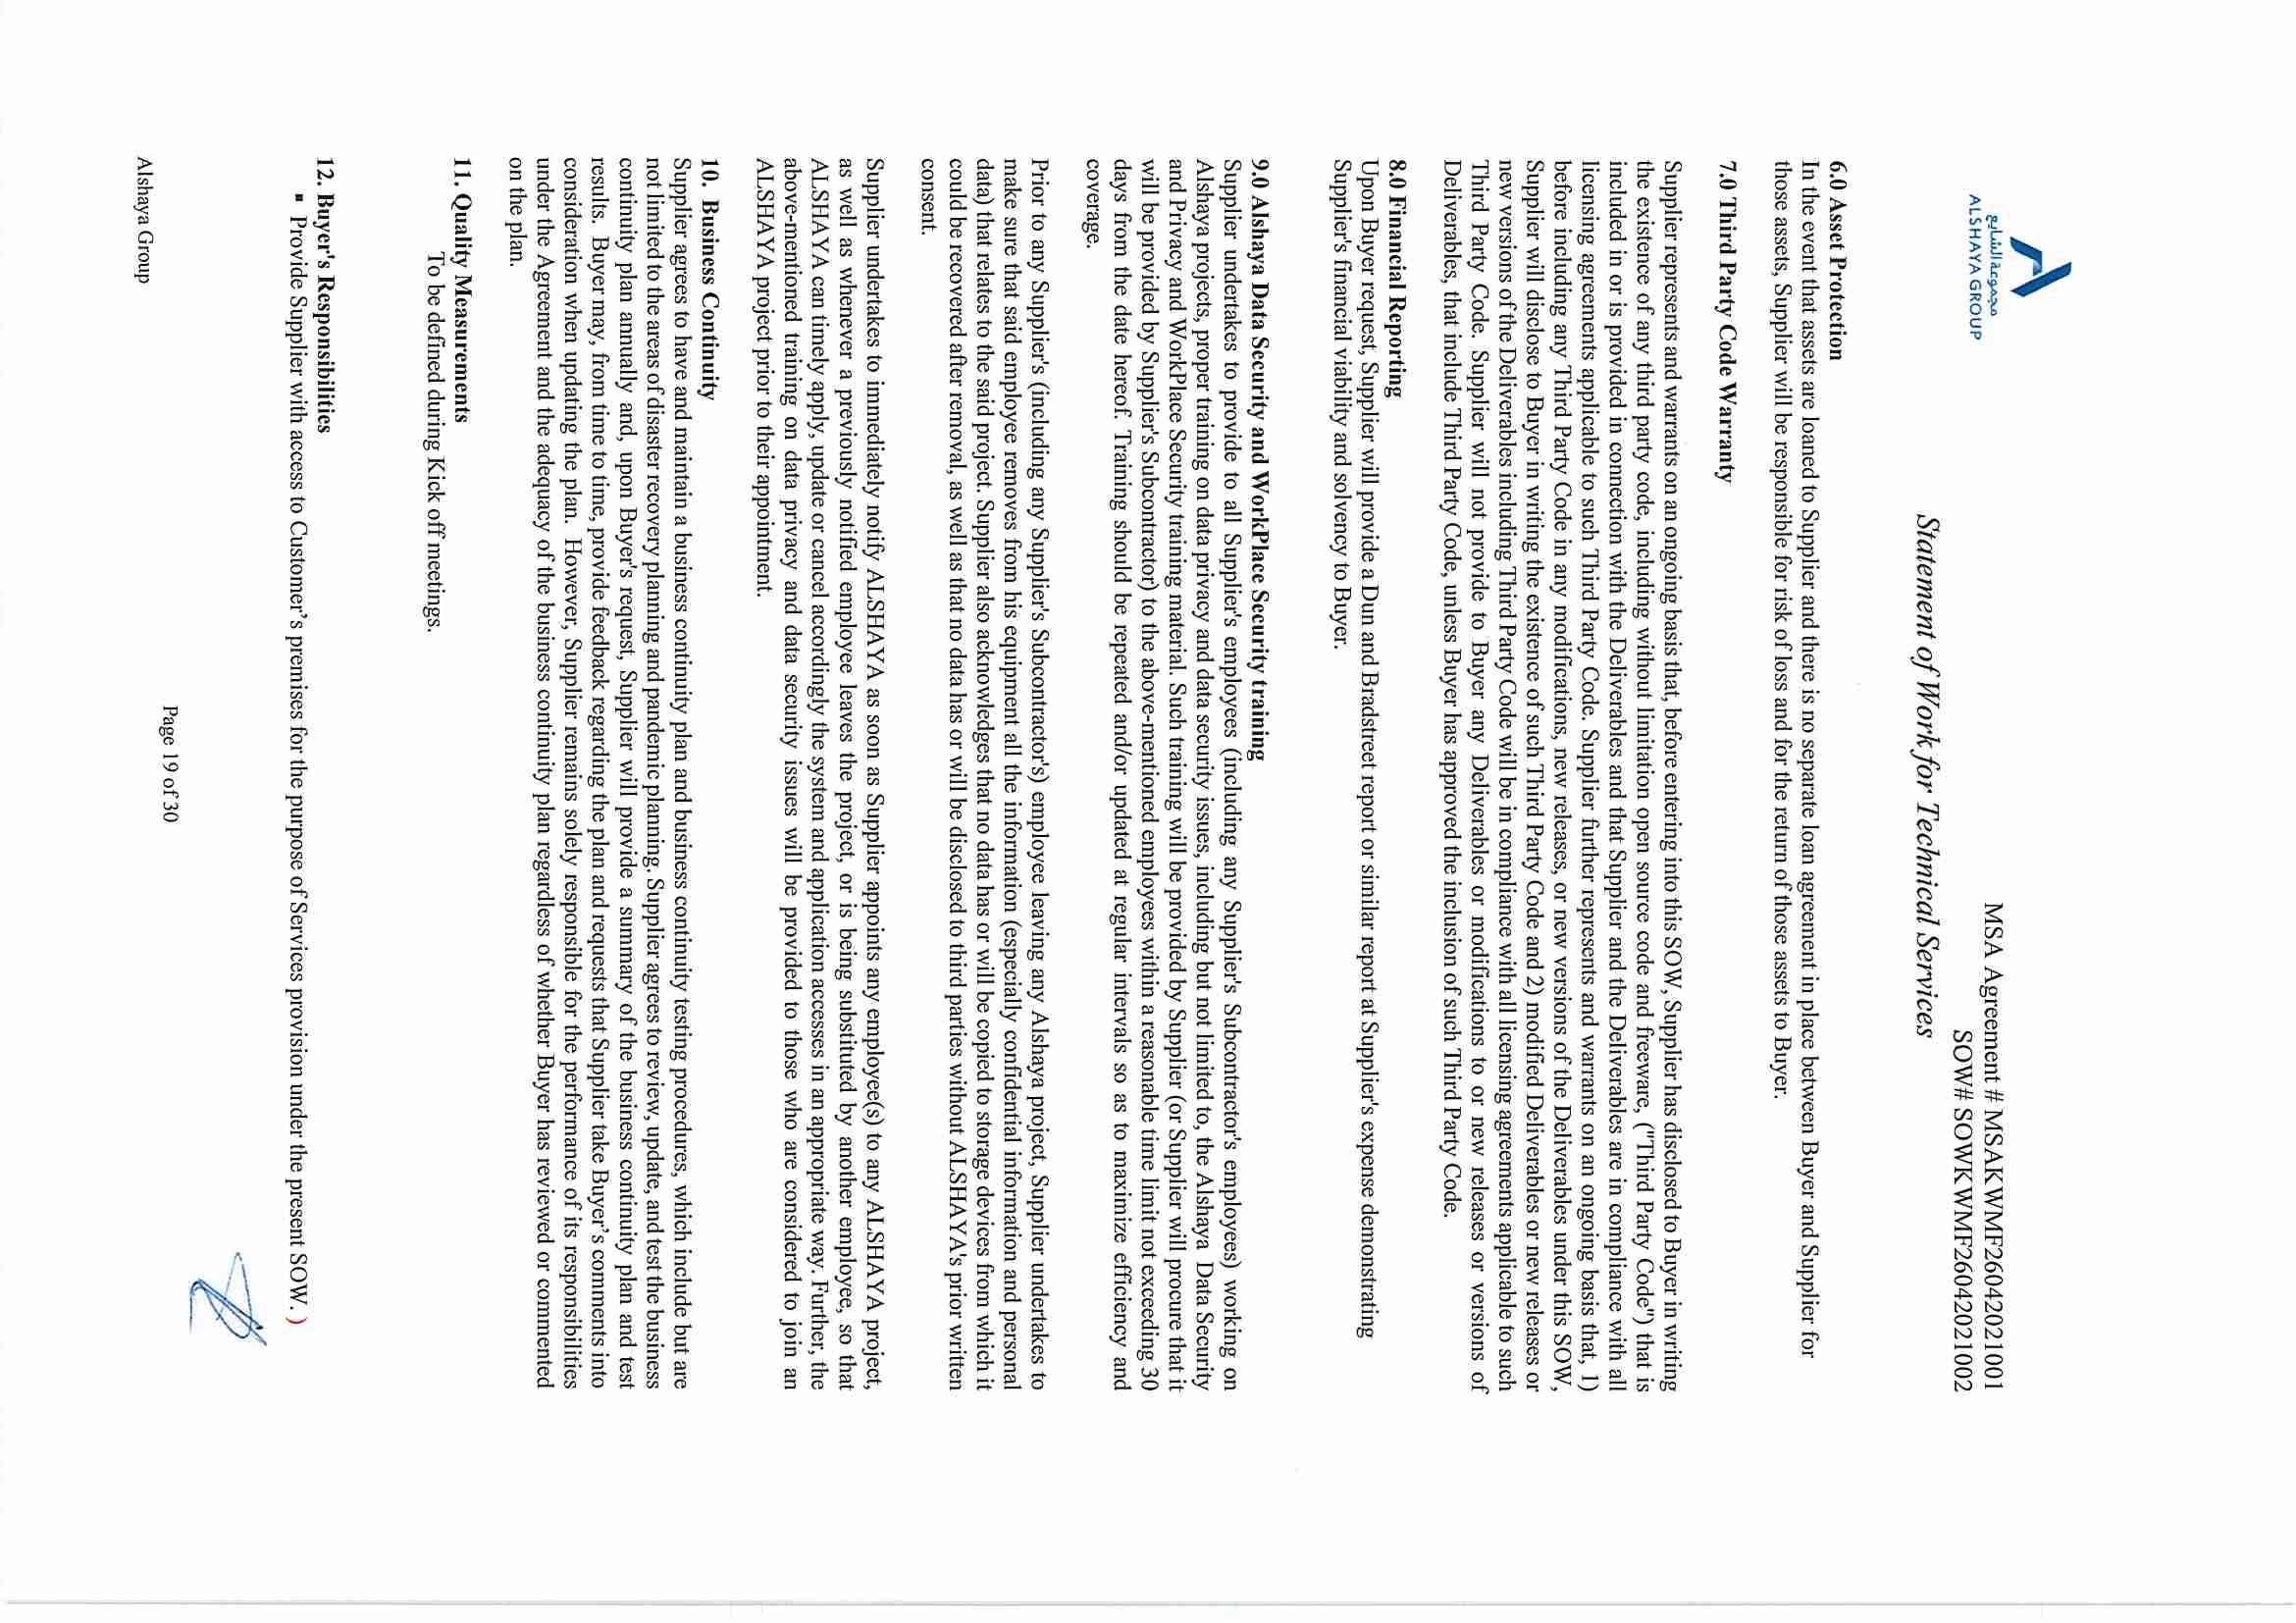 مجموعة الشايع
ALSHAYA GROUP
MSA Agreement # MSAKWMF26042021001
SOW# SOWKWMF26042021002
Statement of Work for Technical Services
6.0 Asset Protection
In the event that assets are loaned to Supplier and there is no separate loan agreement in place between Buyer and Supplier for
those assets, Supplier will be responsible for risk of loss and for the return of those assets to Buyer.
7.0 Third Party Code Warranty
Supplier represents and warrants on an ongoing basis that, before entering into this SOW, Supplier has disclosed to Buyer in writing
the existence of any third party code, including without limitation open source code and freeware, ("Third Party Code") that is
included in or is provided in connection with the Deliverables and that Supplier and the Deliverables are in compliance with all
licensing agreements applicable to such Third Party Code. Supplier further represents and warrants on an ongoing basis that, 1)
before including any Third Party Code in any modifications, new releases, or new versions of the Deliverables under this SOW,
Supplier will disclose to Buyer in writing the existence of such Third Party Code and 2) modified Deliverables or new releases or
new versions of the Deliverables including Third Party Code will be in compliance with all licensing agreements applicable to such
Third Party Code. Supplier will not provide to Buyer any Deliverables or modifications to or new releases or versions of
Deliverables, that include Third Party Code, unless Buyer has approved the inclusion of such Third Party Code.
8.0 Financial Reporting
Upon Buyer request, Supplier will provide a Dun and Bradstreet report or similar report at Supplier's expense demonstrating
Supplier's financial viability and solvency to Buyer.
9.0 Alshaya Data Security and WorkPlace Security training
Supplier undertakes to provide to all Supplier's employees (including any Supplier's Subcontractor's employees) working on
Alshaya projects, proper training on data privacy and data security issues, including but not limited to, the Alshaya Data Security
and Privacy and WorkPlace Security training material. Such training will be provided by Supplier (or Supplier will procure that it
will be provided by Supplier's Subcontractor) to the above-mentioned employees within a reasonable time limit not exceeding 30
days from the date hereof. Training should be repeated and/or updated at regular intervals so as to maximize efficiency and
coverage.
Prior to any Supplier's (including any Supplier's Subcontractor's) employee leaving any Alshaya project, Supplier undertakes to
make sure that said employee removes from his equipment all the information (especially confidential information and personal
data) that relates to the said project. Supplier also acknowledges that no data has or will be copied to storage devices from which it
could be recovered after removal, as well as that no data has or will be disclosed to third parties without ALSHAYA's prior written
consent.
Supplier undertakes to immediately notify ALSHAYA as soon as Supplier appoints any employee(s) to any ALSHAYA project,
as well as whenever a previously notified employee leaves the project, or is being substituted by another employee, so that
ALSHAYA can timely apply, update or cancel accordingly the system and application accesses in an appropriate way. Further, the
above-mentioned training on data privacy and data security issues will be provided to those who are considered to join an
ALSHAYA project prior to their appointment.
10. Business Continuity
Supplier agrees to have and maintain a business continuity plan and business continuity testing procedures, which include but are
not limited to the areas of disaster recovery planning and pandemic planning. Supplier agrees to review, update, and test the business
continuity plan annually and, upon Buyer's request, Supplier will provide a summary of the business continuity plan and test
results. Buyer may, from time to time, provide feedback regarding the plan and requests that Supplier take Buyer's comments into
consideration when updating the plan. However, Supplier remains solely responsible for the performance of its responsibilities
under the Agreement and the adequacy of the business continuity plan regardless of whether Buyer has reviewed or commented
on the plan.
11. Quality Measurements
To be defined during Kick off meetings.
12. Buyer's Responsibilities
▪ Provide Supplier with access to Customer's premises for the purpose of Services provision under the present SOW. )
Page 19 of 30
Alshaya Group